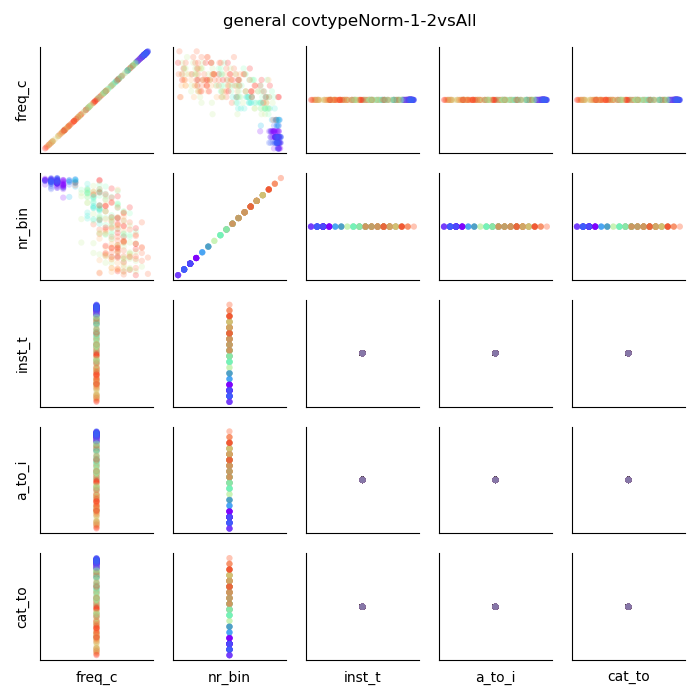 general covtypeNorm-1-2vsAll
freq_c
nr_bin
inst_t
a_to_i
cat_to
freq_c nr_bin inst_t a_to_i cat_to